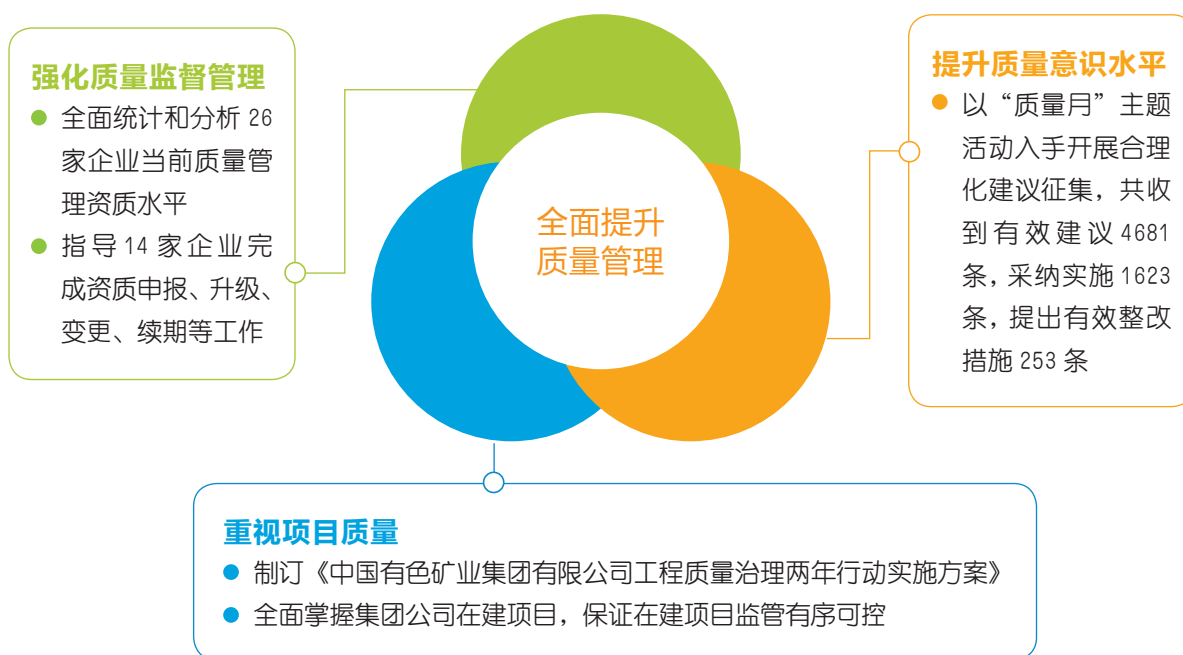 强化质量监督管理
全面统计和分析 26
家企业当前质量管
理资质水平
指导 14 家企业完
成资质申报、升级、
变更、续期等工作
全面提升
质量管理
提升质量意识水平
以“质量月”主题
活动入手开展合理
化建议征集，共收
到有效建议 4681
条，采纳实施 1623
条，提出有效整改
措施 253 条
重视项目质量
制订《中国有色矿业集团有限公司工程质量治理两年行动实施方案》
全面掌握集团公司在建项目，保证在建项目监管有序可控